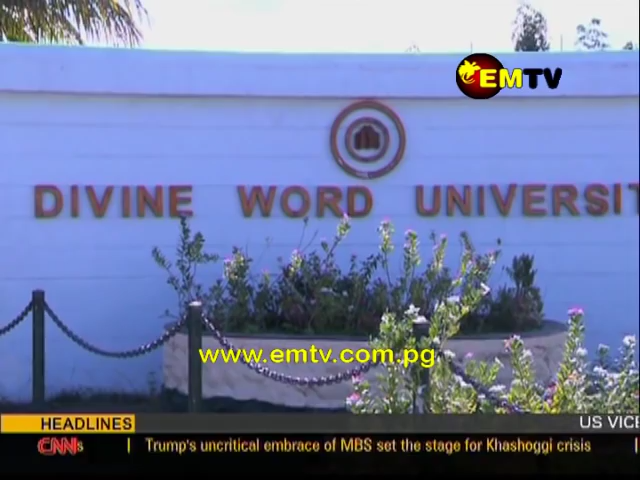 EMTV
DIVINE WORD UNIVERSIT
www.emtv.com.pg
HEADLINES
US VICE
CNN's
Trump's uncritical embrace of MBS set the stage for Khashoggi crisis